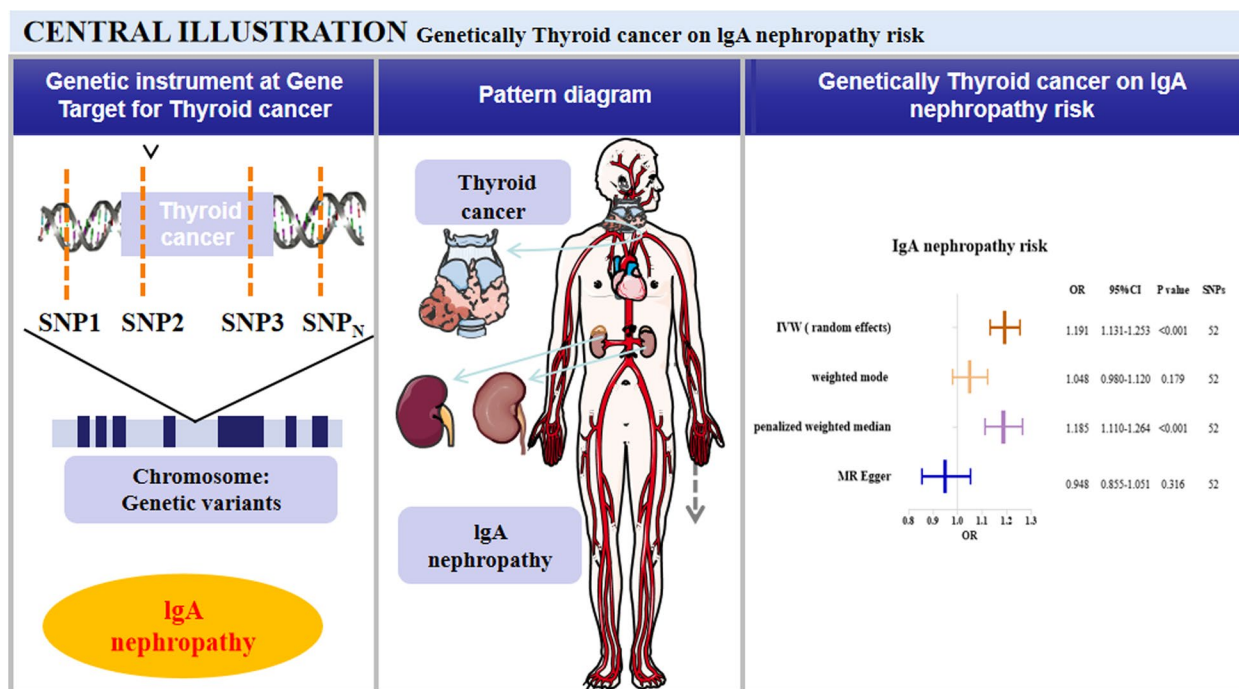 CENTRAL ILLUSTRATION Genetically Thyroid cancer on lgA nephropathy risk
Genetic instrument at Gene
Target for Thyroid cancer
Thyroid
cancer
SNP1 SNP2 SNP3 SNPN
Chromosome:
Genetic variants
lgA
nephropathy
Pattern diagram
Thyroid
cancer
lgA
nephropathy
Genetically Thyroid cancer on IgA
nephropathy risk
IgA nephropathy risk
OR 95%CI P value SNPs
IVW ( random effects) 1.191 1.131-1.253 <0.001 52
weighted mode 1.048 0.980-1.120 0.179 52
penalized weighted median 1.185 1.110-1.264 <0.001 52
MR Egger 0.948 0.855-1.051 0.316 52
0.8 0.9 1.0 1.1 1.2 1.3
OR